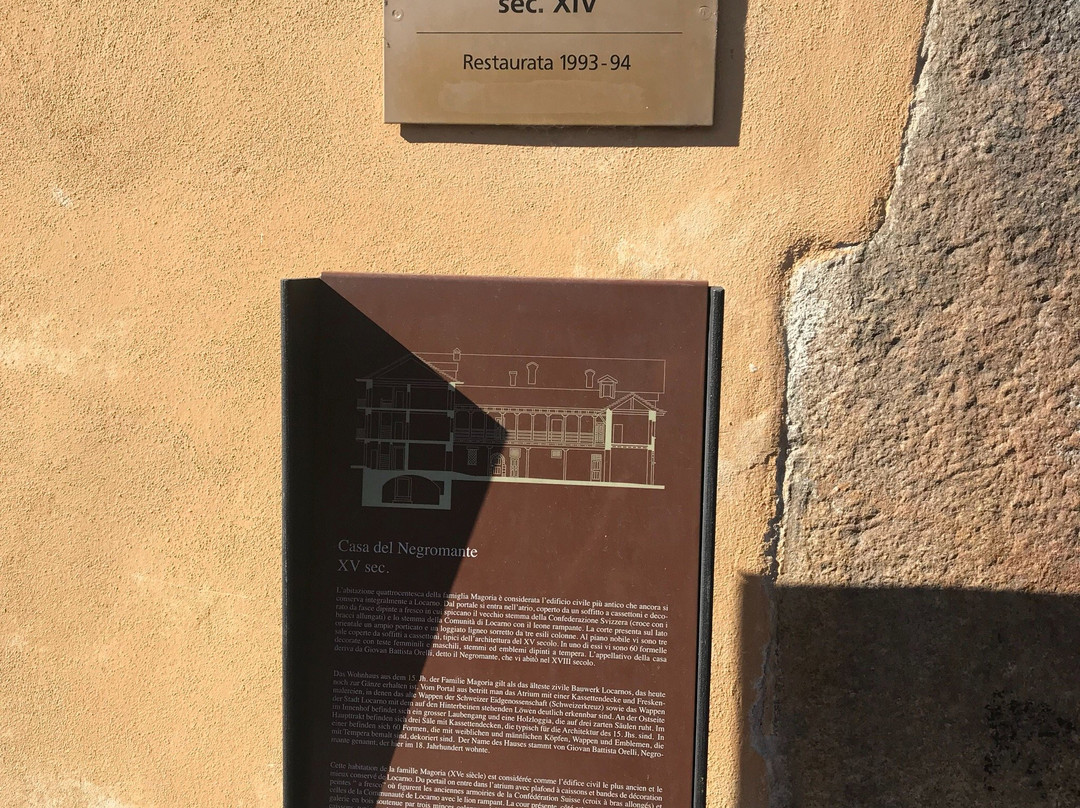 sec. XIV
Restaurata 1993-94
Casa del Negromante
XV sec.
L'abitazione quattrocentesca della famiglia Magoria è considerata l'edificio civile più antico che ancora si
conserva integralmente a Locarno. Dal portale si entra nell'atrio, coperto da un soffitto a cassettoni e deco-
rato da fasce dipinte a fresco in cui spiccano il vecchio stemma della Confederazione Svizzera (croce con i
bracci allungati) e lo stemma della Comunità di Locarno con il leone rampante. La corte presenta sul lato
orientale un ampio porticato e un loggiato ligneo sorretto da tre esili colonne. Al piano nobile vi sono tre
sale coperte da soffitti a cassettoni, tipici dell'architettura del XV secolo. In uno di essi vi sono 60 formelle
decorate con teste femminili e maschili, stemmi ed emblemi dipinti a tempera. L'appellativo della casa
deriva da Giovan Battista Orelli, detto il Negromante, che vi abitò nel XVIII secolo.
Das Wohnhaus aus dem 15. Jh. der Familie Magoria gilt als das älteste zivile Bauwerk Locarnos, das heute
noch zur Gänze erhalten ist. Vom Portal aus betritt man das Atrium mit einer Kassettendecke und Fresken-
malereien, in denen das alte Wappen der Schweizer Eidgenossenschaft (Schweizerkreuz) sowie das Wappen
der Stadt Locarno mit dem auf den Hinterbeinen stehenden Löwen deutlich erkennbar sind. An der Ostseite
im Innenhof befindet sich ein grosser Laubengang und eine Holzloggia, die auf drei zarten Säulen ruht. Im
Haupttrakt befinden sich drei Säle mit Kassettendecken, die typisch für die Architektur des 15. Jhs. sind. In
einer befinden sich 60 Formen, die mit weiblichen und männlichen Köpfen, Wappen und Emblemen, die
mit Tempera bemalt sind, dekoriert sind. Der Name des Hauses stammt von Giovan Battista Orelli, Negro-
mante genannt, der hier im 18. Jahrhundert wohnte.
Cette habitation de la famille Magoria (XVe siècle) est considérée comme l'édifice civil le plus ancien et le
mieux conservé de Locarno. Du portail on entre dans l'atrium avec plafond à caissons et bandes de décoration
peintes "a fresco" où figurent les anciennes armoiries de la Confédération Suisse (croix à bras allongés) et
celles de la Communauté de Locarno avec le lion rampant. La cour présente, côté
galerie en bois soutenue par trois minces